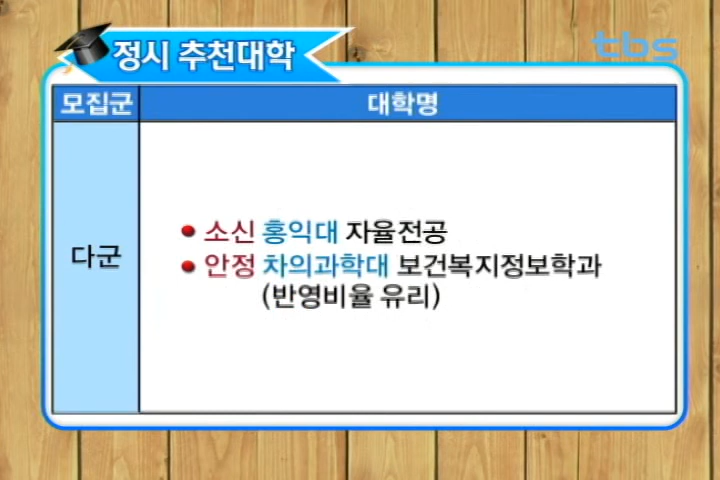 정시 추천대학
tbs
모집군 대학명
다군
소신 홍익대 자율전공
안정 차의과학대 보건복지정보학과
(반영비율 유리)